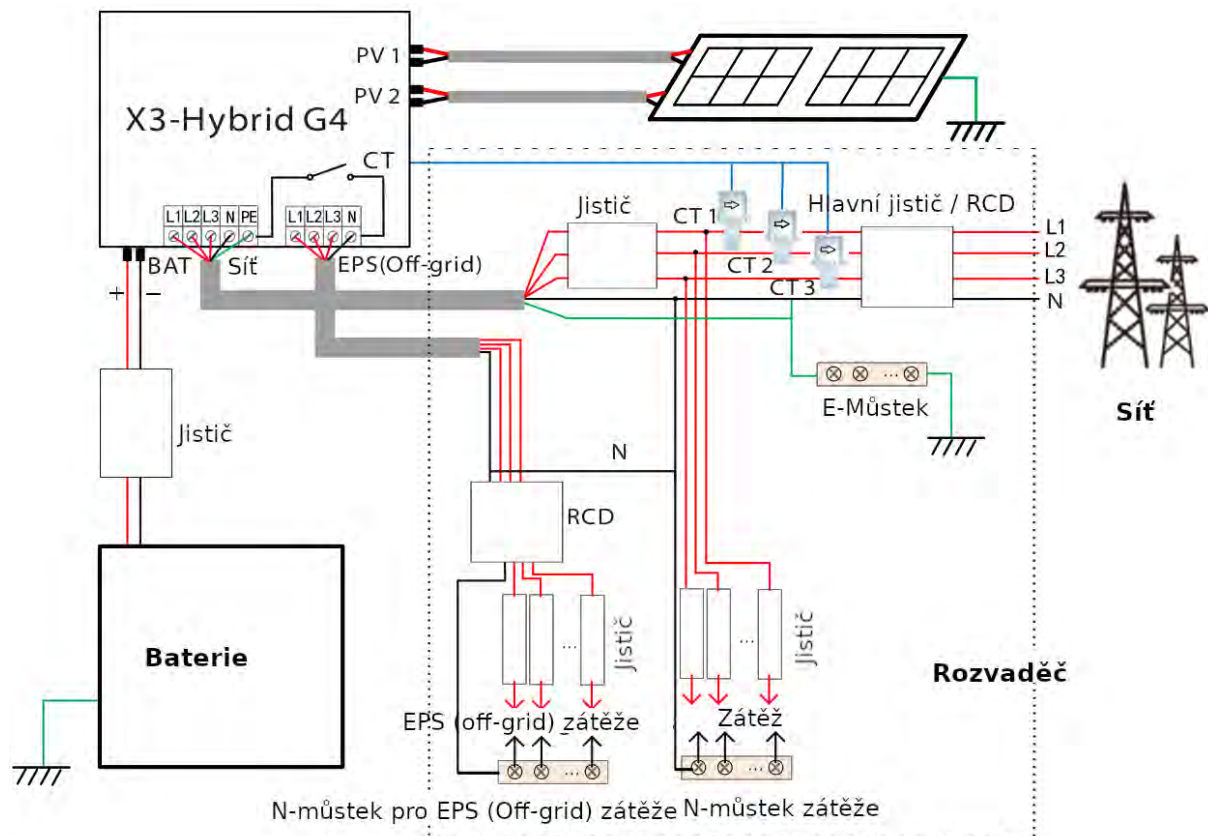 PV 1
PV 2
X3-Hybrid G4
CT
L1 L2 L3 N PE
L1 L2 L3 N
BAT
Síť
EPS(Off-grid)
+
–
Jistič
CT 1
CT 2
CT 3
Hlavní jistič / RCD
L1
L2
L3
N
...
E-Můstek
Síť
Jistič
N
RCD
...
Jistič
...
Jistič
Baterie
Rozvaděč
EPS (off-grid) zátěže
Zátěž
...
...
N-můstek pro EPS (Off-grid) zátěže
N-můstek zátěže